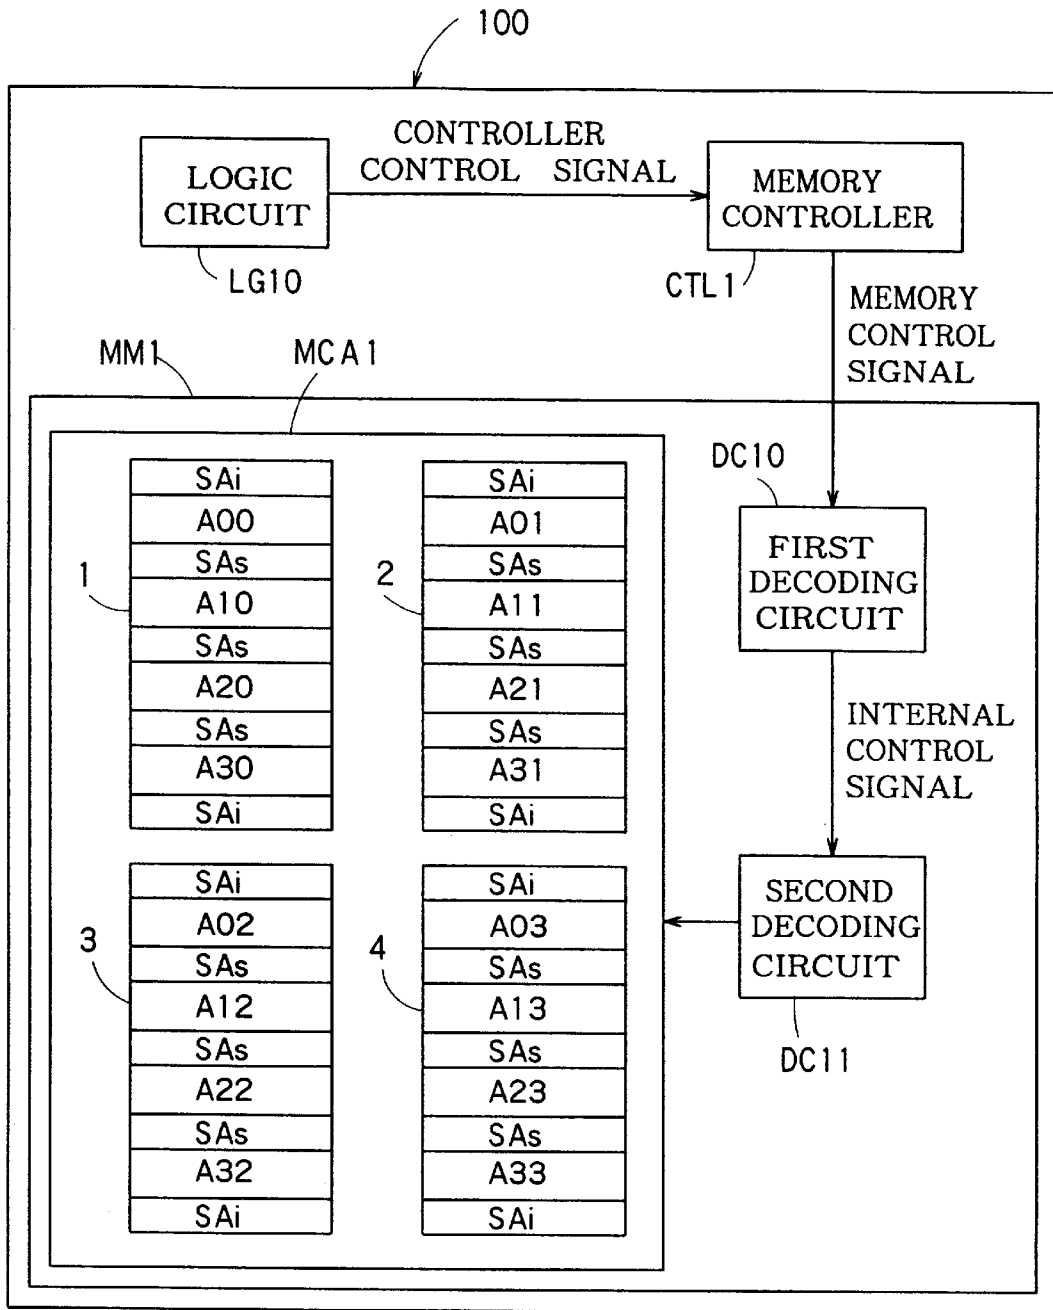 100
CONTROLLER
CONTROL SIGNAL
LOGIC
CIRCUIT
MEMORY
CONTROLLER
LG10
CTL1
MEMORY
CONTROL
SIGNAL
MM1
MCA1
DC10
FIRST
DECODING
CIRCUIT
INTERNAL
CONTROL
SIGNAL
SECOND
DECODING
CIRCUIT
DC11
1
SAi
A00
SAs
A10
SAs
A20
SAs
A30
SAi
2
SAi
A01
SAs
A11
SAs
A21
SAs
A31
SAi
3
SAi
A02
SAs
A12
SAs
A22
SAs
A32
SAi
4
SAi
A03
SAs
A13
SAs
A23
SAs
A33
SAi